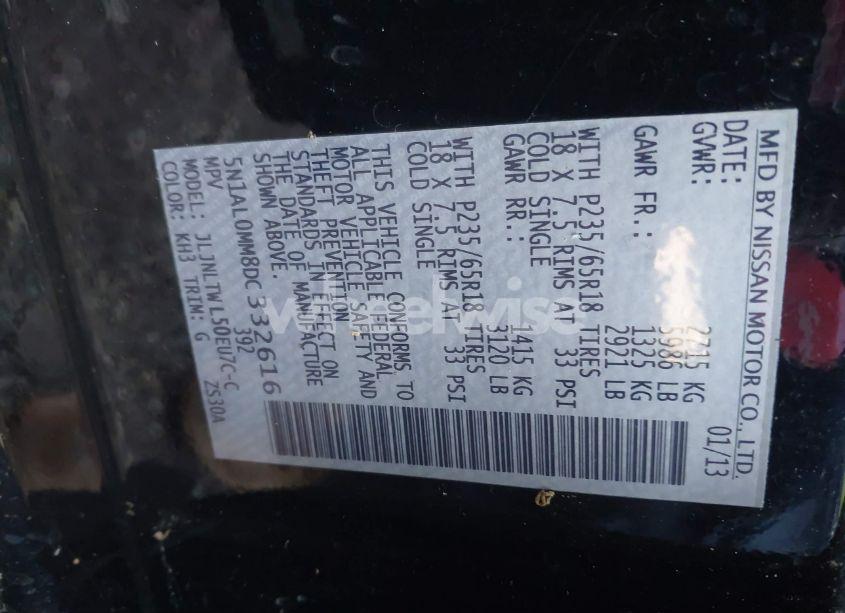 MFD BY NISSAN MOTOR CO., LTD.
DATE: 01/13
GVWR: 2715 KG
5986 LB
GAWR FR.: 1325 KG
2921 LB
WITH P235/65R18 TIRES
18 X 7.5 RIMS AT 33 PSI
COLD SINGLE
GAWR RR.: 1415 KG
3120 LB
WITH P235/65R18 TIRES
18 X 7.5 RIMS AT 33 PSI
COLD SINGLE
THIS VEHICLE CONFORMS TO
ALL APPLICABLE FEDERAL
MOTOR VEHICLE SAFETY AND
THEFT PREVENTION
STANDARDS IN EFFECT ON
THE DATE OF MANUFACTURE
SHOWN ABOVE.
5N1AL0MM8DC332616
MPV 392
MODEL: JLJNLTWL50EU7C-C
COLOR: KH3 TRIM: G ZS30A
wheelwise